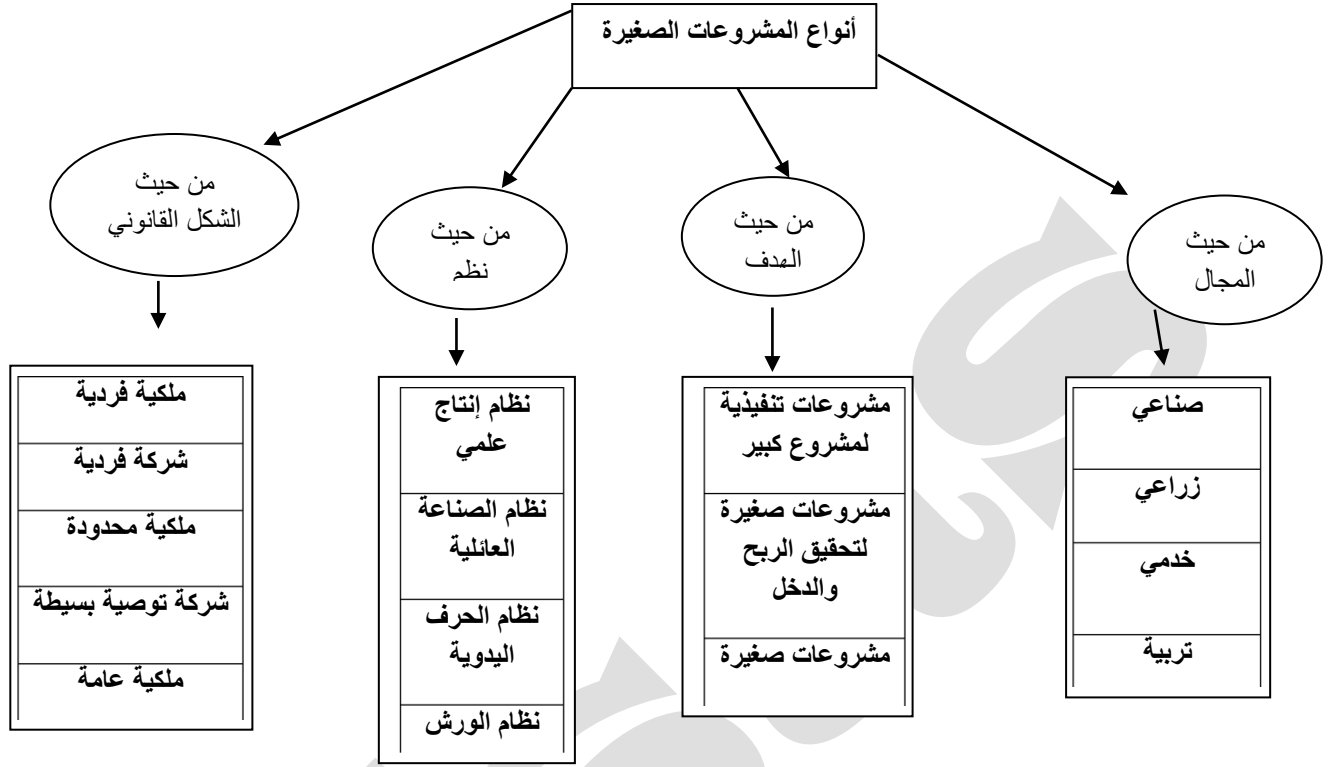 أنواع المشروعات الصغيرة
من حيث
المجال
من حيث
الهدف
من حيث
نظم
من حيث
الشكل القانوني
صناعي
زراعي
خدمي
تربية
مشروعات تنفيذية
لمشروع كبير
مشروعات صغيرة
لتحقيق الربح
والدخل
مشروعات صغيرة
نظام إنتاج
علمي
نظام الصناعة
العائلية
نظام الحرف
اليدوية
نظام الورش
ملكية فردية
شركة فردية
ملكية محدودة
شركة توصية بسيطة
ملكية عامة